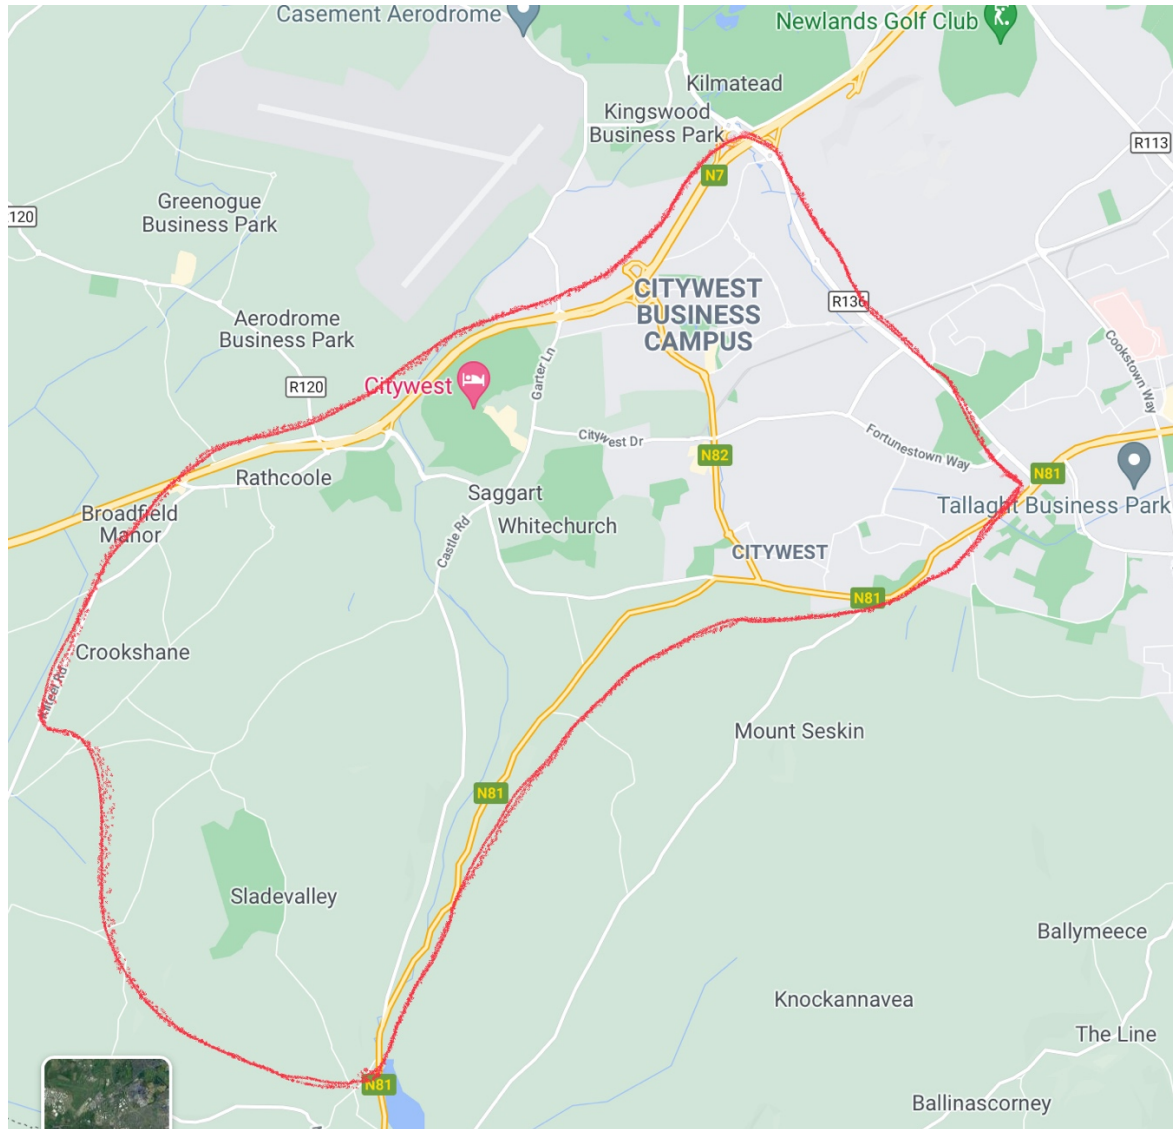 Casement Aerodrome
Newlands Golf Club
Kilmatead
Kingswood
Business Park
R113
N7
Greenogue
Business Park
120
CITYWEST
BUSINESS
CAMPUS
R136
Aerodrome
Business Park
Cookstown Way
Garter Ln
R120
Citywest
Citywest Dr
Fortunestown Way
N82
N81
Rathcoole
Saggart
Tallaght Business Park
Broadfield
Manor
Whitechurch
Castle Rd
CITYWEST
N81
Crookshane
Kilteel Rd
Mount Seskin
N81
Sladevalley
Ballymeece
Knockannavea
The Line
N81
Ballinascorney